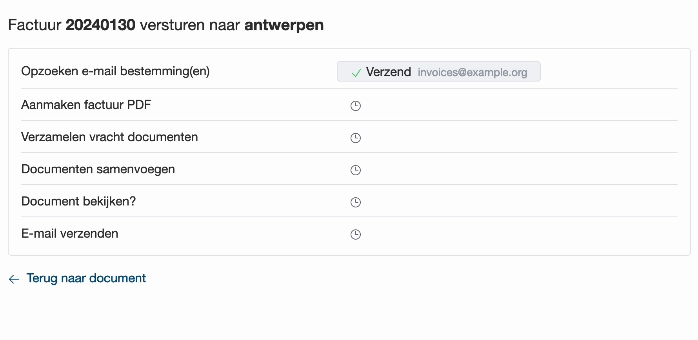 Factuur 20240130 versturen naar antwerpen
Opzoeken e-mail bestemming(en)
Verzend invoices@example.org
Aanmaken factuur PDF
Verzamelen vracht documenten
Documenten samenvoegen
Document bekijken?
E-mail verzenden
← Terug naar document